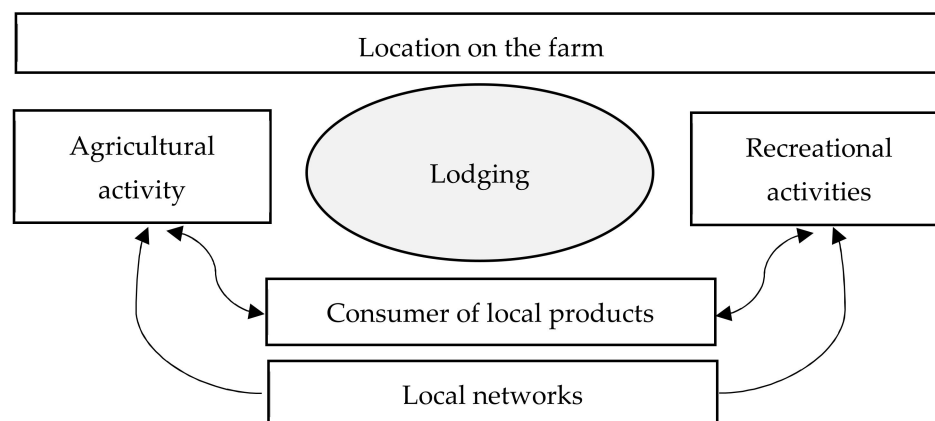 Location on the farm
Agricultural
activity
Lodging
Recreational
activities
Consumer of local products
Local networks